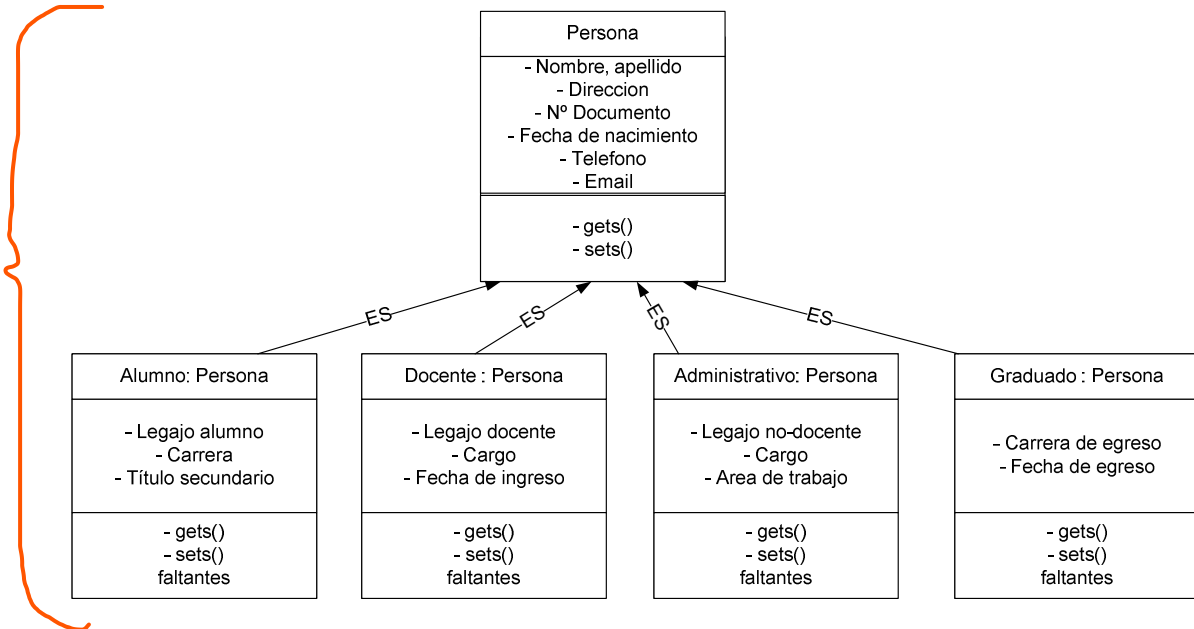 Persona
- Nombre, apellido
- Direccion
- Nº Documento
- Fecha de nacimiento
- Telefono
- Email
- gets()
- sets()
ES
ES
ES
ES
Alumno: Persona
- Legajo alumno
- Carrera
- Título secundario
- gets()
- sets()
faltantes
Docente : Persona
- Legajo docente
- Cargo
- Fecha de ingreso
- gets()
- sets()
faltantes
Administrativo: Persona
- Legajo no-docente
- Cargo
- Area de trabajo
- gets()
- sets()
faltantes
Graduado : Persona
- Carrera de egreso
- Fecha de egreso
- gets()
- sets()
faltantes